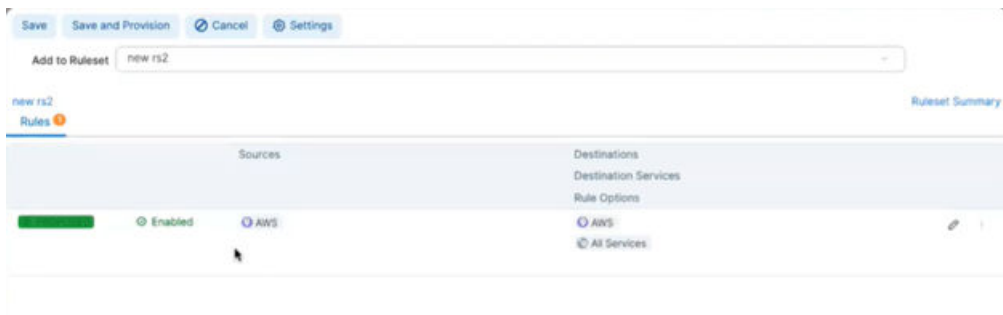 Save Save and Provision Cancel Settings
Add to Ruleset new rs2
new rs2 Ruleset Summary
Rules 1
Sources Destinations
Destination Services
Rule Options
Enabled AWS AWS
All Services